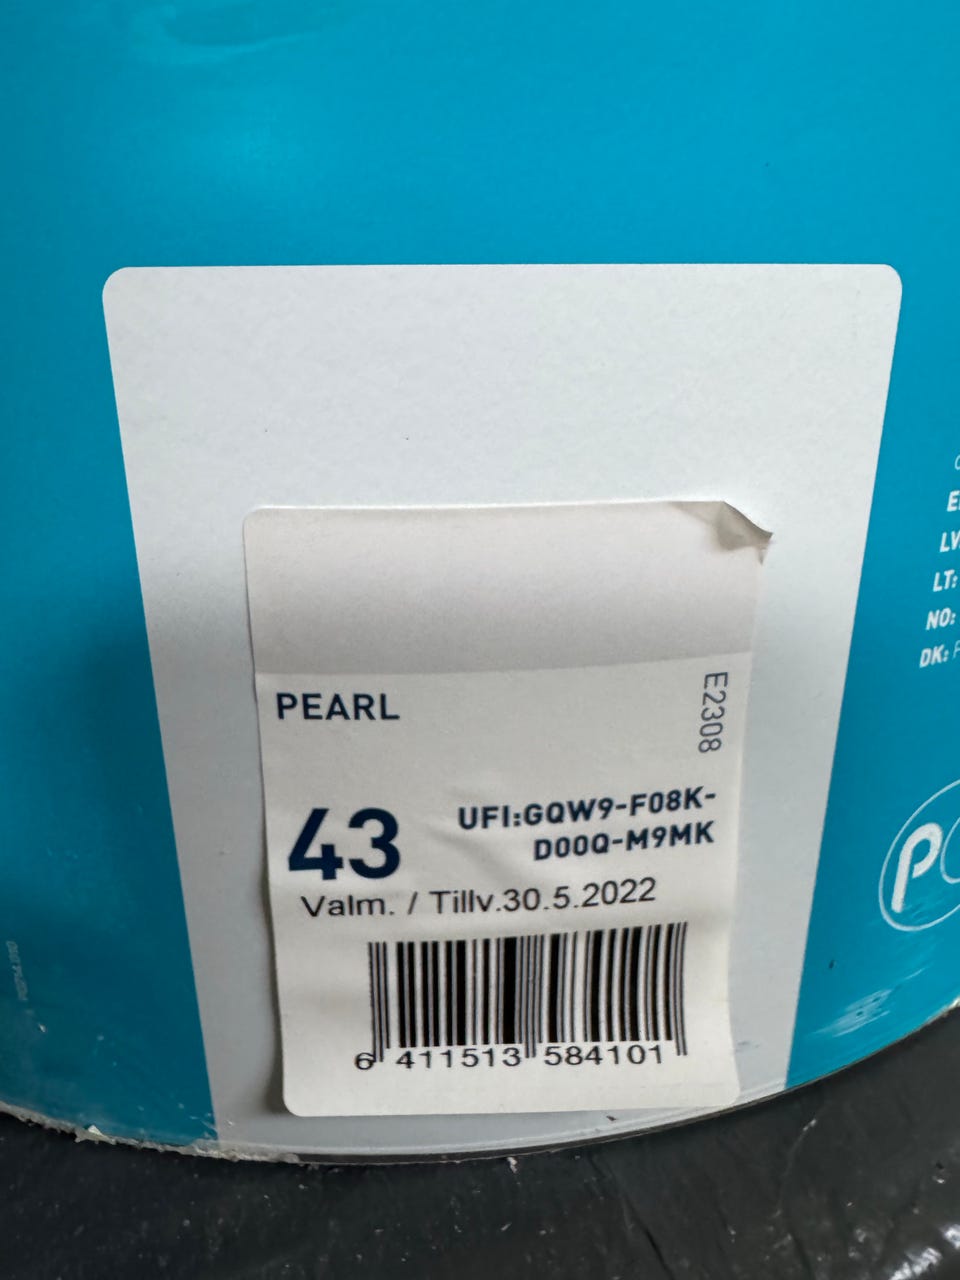 PEARL
E2308
43
UFI:GQW9-F08K-
D00Q-M9MK
Valm. / Tillv.30.5.2022
6 411513 584101
LT:
NO:
DK: